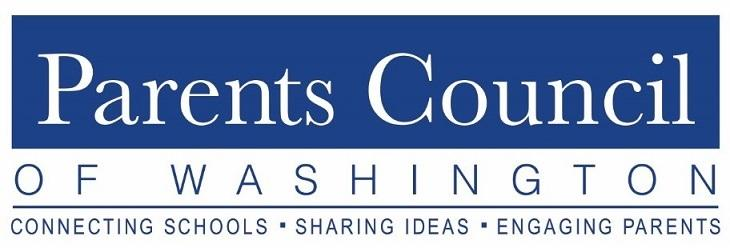 Parents Council
OF WASHINGTON
CONNECTING SCHOOLS ▪ SHARING IDEAS ▪ ENGAGING PARENTS